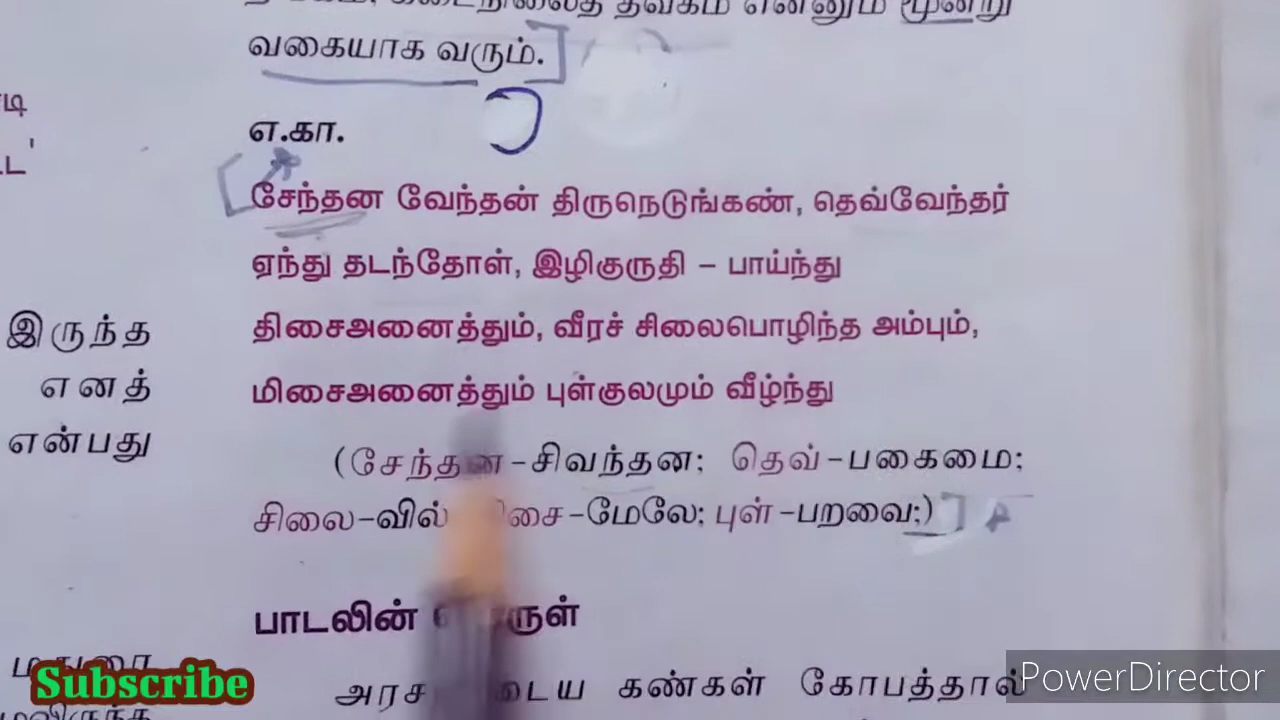 வகையாக வரும்.
எ.கா.
சேந்தன வேந்தன் திருநெடுங்கண், தெவ்வேந்தர்
ஏந்து தடந்தோள், இழிகுருதி – பாய்ந்து
திசைஅனைத்தும், வீரச் சிலைபொழிந்த அம்பும்,
மிசைஅனைத்தும் புள்குலமும் வீழ்ந்து
(சேந்தன-சிவந்தன; தெவ்-பகைமை;
சிலை-வில் -மேலே; புள்-பறவை;)
பாடலின்
கண்கள் கோபத்தால்
இருந்த
எனத்
என்பது
Subscribe
PowerDirector